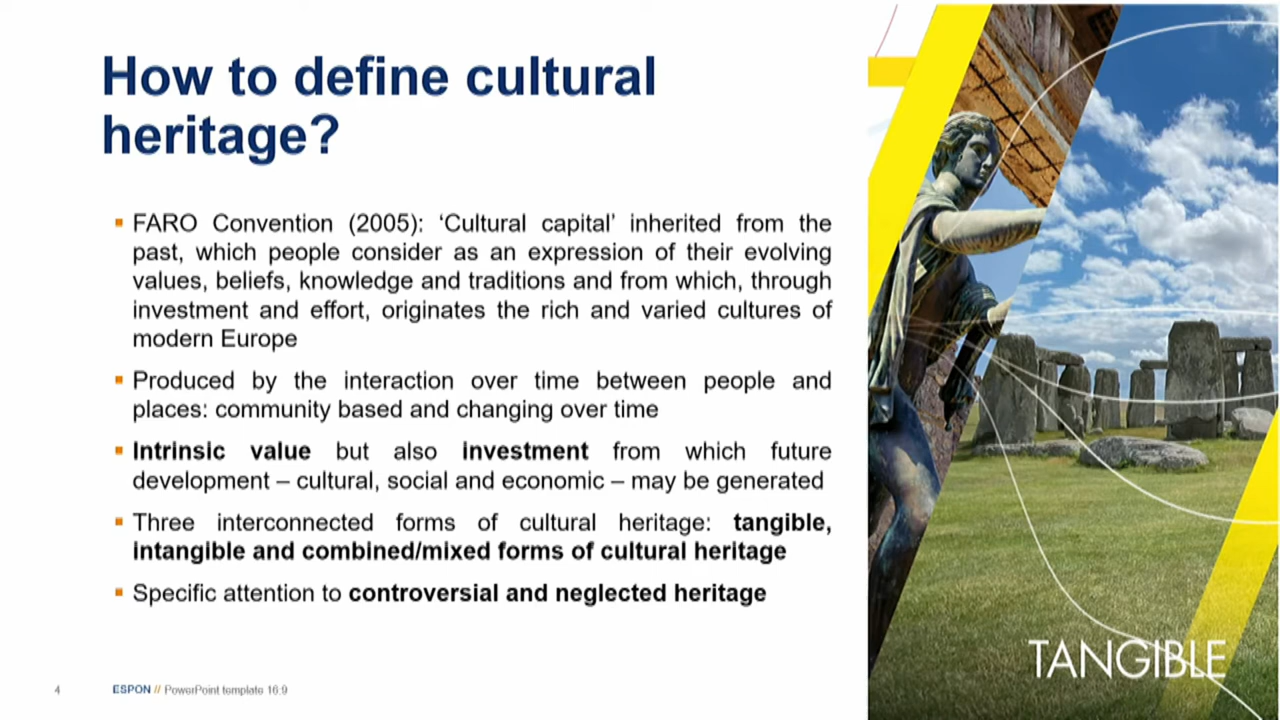 How to define cultural
heritage?
▪ FARO Convention (2005): ‘Cultural capital’ inherited from the
past, which people consider as an expression of their evolving
values, beliefs, knowledge and traditions and from which, through
investment and effort, originates the rich and varied cultures of
modern Europe
▪ Produced by the interaction over time between people and
places: community based and changing over time
▪ Intrinsic value but also investment from which future
development – cultural, social and economic – may be generated
▪ Three interconnected forms of cultural heritage: tangible,
intangible and combined/mixed forms of cultural heritage
▪ Specific attention to controversial and neglected heritage
TANGIBLE
4 ESPON // PowerPoint template 16:9